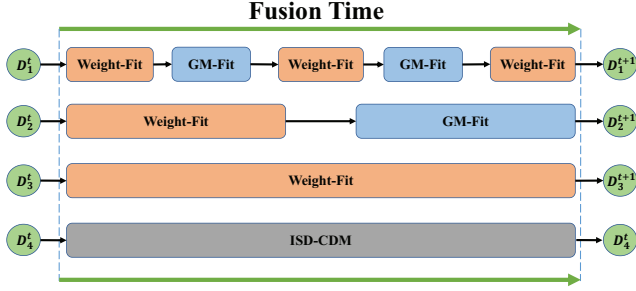 Fusion Time
D_1^t Weight-Fit GM-Fit Weight-Fit GM-Fit Weight-Fit D_1^{t+1}
D_2^t Weight-Fit GM-Fit D_2^{t+1}
D_3^t Weight-Fit D_3^{t+1}
D_4^t ISD-CDM D_4^t